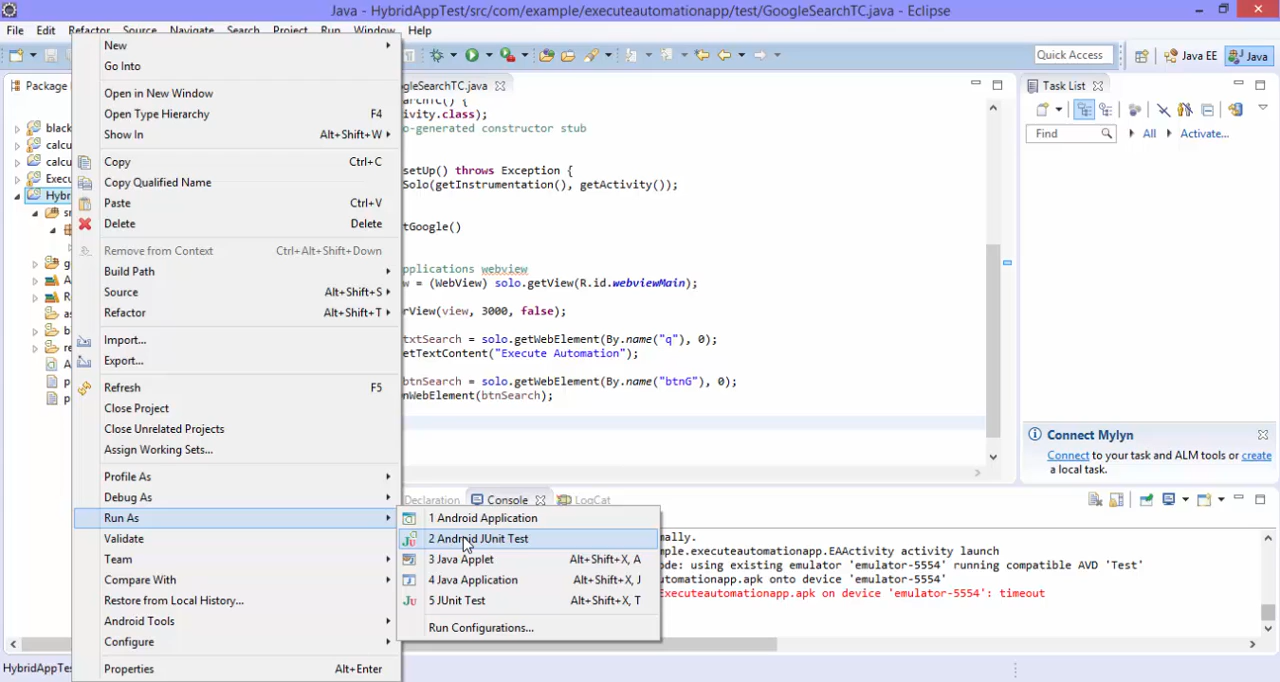 Java - HybridAppTest/src/com/example/executeautomationapp/test/GoogleSearchTC.java - Eclipse
File Edit Refactor Source Navigate Search Project Run Window Help
Quick Access Java EE Java
Package
gleSearchTC.java
Task List
Find All Activate...
black
calcu
calcu
Execu
Hybr
New
Go Into
Open in New Window
Open Type Hierarchy F4
Show In Alt+Shift+W
Copy Ctrl+C
Copy Qualified Name
Paste Ctrl+V
Delete Delete
Remove from Context Ctrl+Alt+Shift+Down
Build Path
Source Alt+Shift+S
Refactor Alt+Shift+T
Import...
Export...
Refresh F5
Close Project
Close Unrelated Projects
Assign Working Sets...
Profile As
Debug As
Run As
Validate
Team
Compare With
Restore from Local History...
Android Tools
Configure
Properties Alt+Enter
1 Android Application
2 Android JUnit Test
3 Java Applet Alt+Shift+X, A
4 Java Application Alt+Shift+X, J
5 JUnit Test Alt+Shift+X, T
Run Configurations...
archTC() {
ivity.class);
o-generated constructor stub
setUp() throws Exception {
Solo(getInstrumentation(), getActivity());
tGoogle()
pplications webview
w = (WebView) solo.getView(R.id.webviewMain);
rView(view, 3000, false);
txtSearch = solo.getWebElement(By.name("q"), 0);
etTextContent("Execute Automation");
btnSearch = solo.getWebElement(By.name("btnG"), 0);
nWebElement(btnSearch);
Connect Mylyn
Connect to your task and ALM tools or create
a local task.
Declaration Console LogCat
mally.
mple.executeautomationapp.EAActivity activity launch
ode: using existing emulator 'emulator-5554' running compatible AVD 'Test'
automationapp.apk onto device 'emulator-5554'
Executeautomationapp.apk on device 'emulator-5554': timeout
HybridAppTes